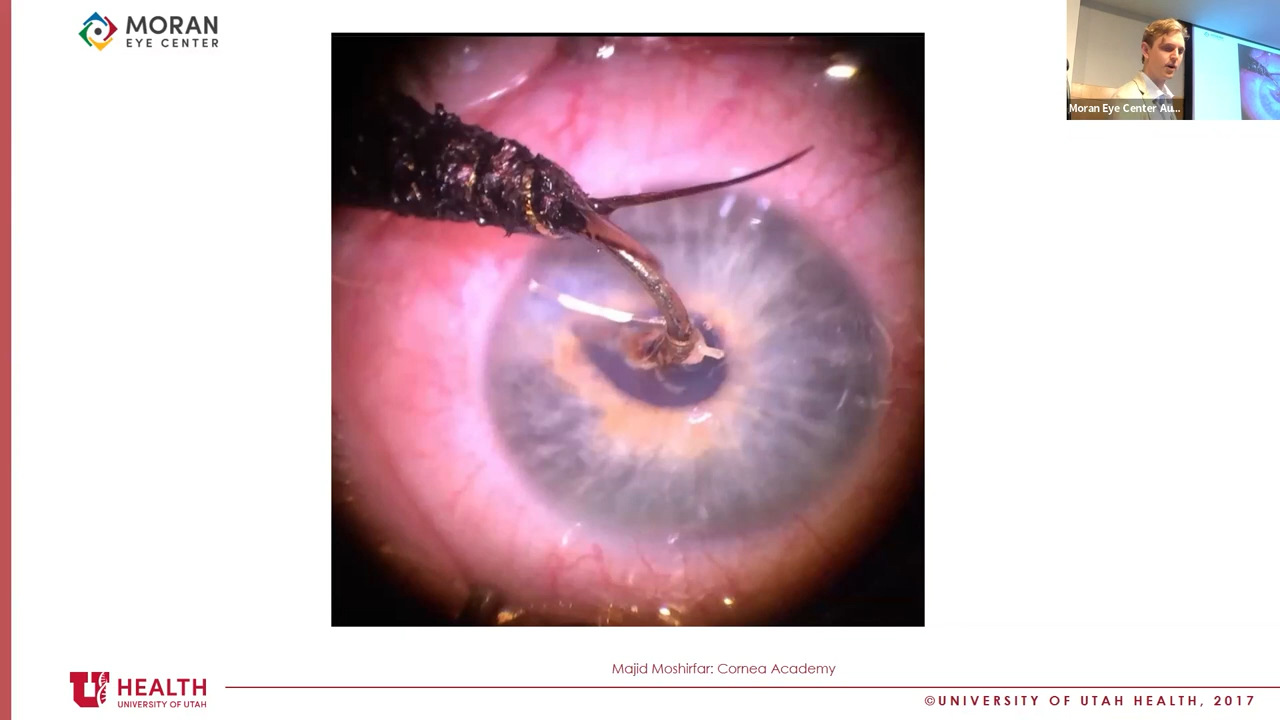 MORAN
EYE CENTER
Moran Eye Center Au...
Majid Moshirfar: Cornea Academy
U HEALTH
UNIVERSITY OF UTAH
©UNIVERSITY OF UTAH HEALTH, 2017